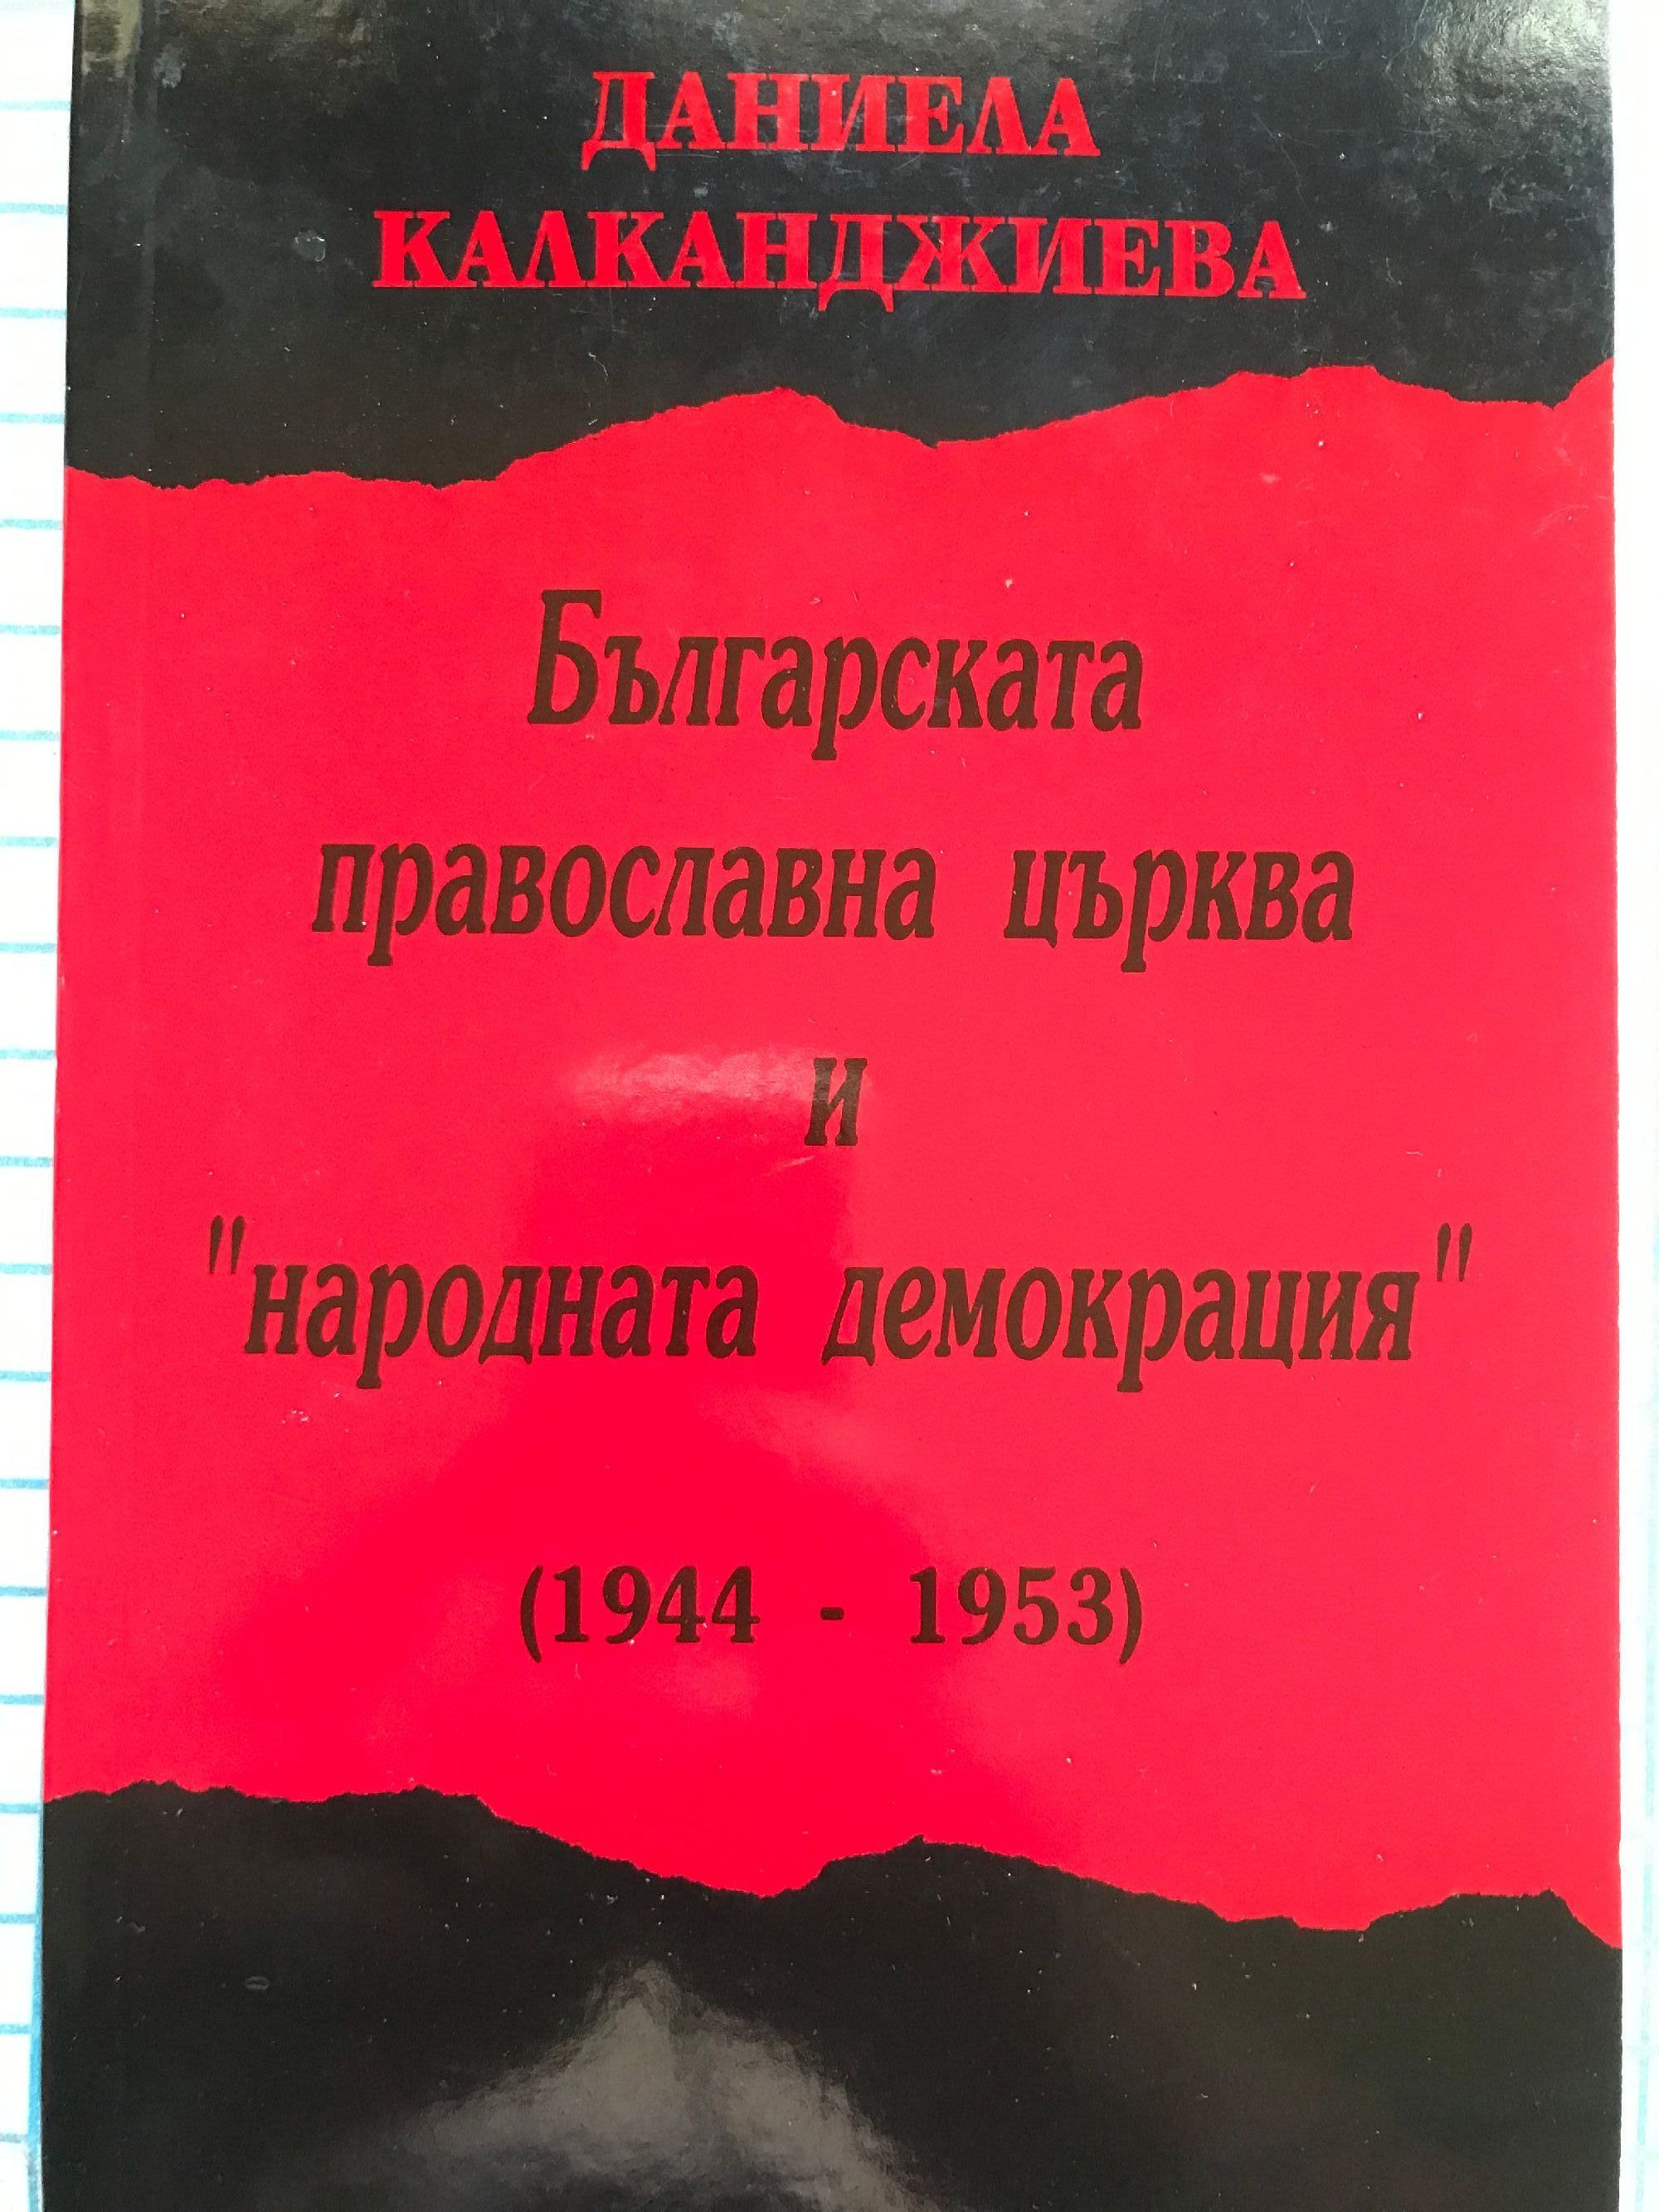 ДАНИЕЛА
КАЛКАНДЖИЕВА
Българската
православна църква
и
"народната демокрация"
(1944 - 1953)